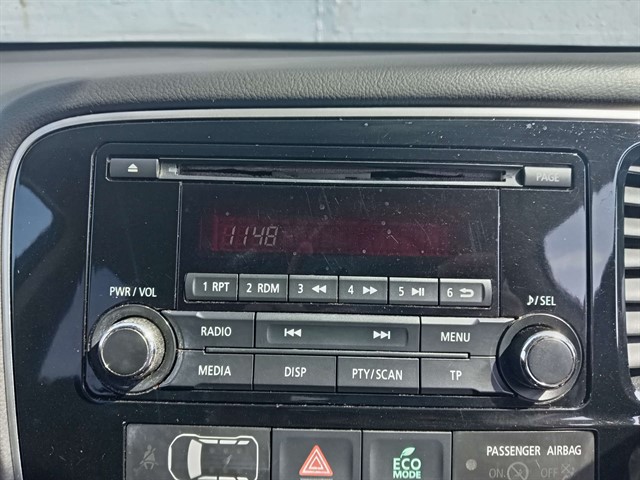 PAGE
1148
1 RPT 2 RDM 3 4 5 6
PWR / VOL
SEL
RADIO MENU
MEDIA DISP PTY/SCAN TP
ECO
MODE
PASSENGER AIRBAG
ON OFF